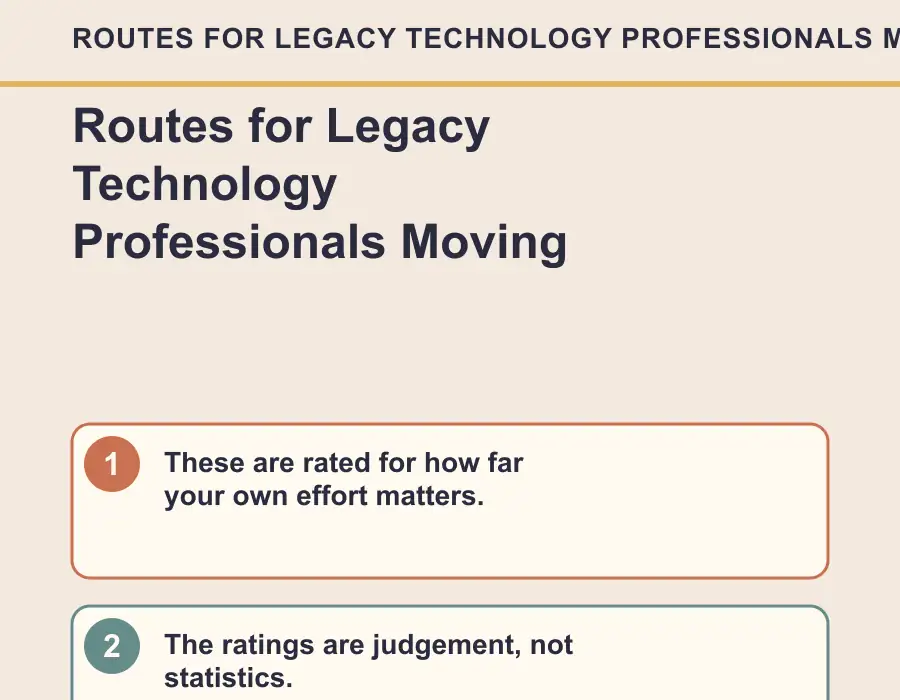 ROUTES FOR LEGACY TECHNOLOGY PROFESSIONALS
Routes for Legacy
Technology
Professionals Moving
1
These are rated for how far
your own effort matters.
2
The ratings are judgement, not
statistics.